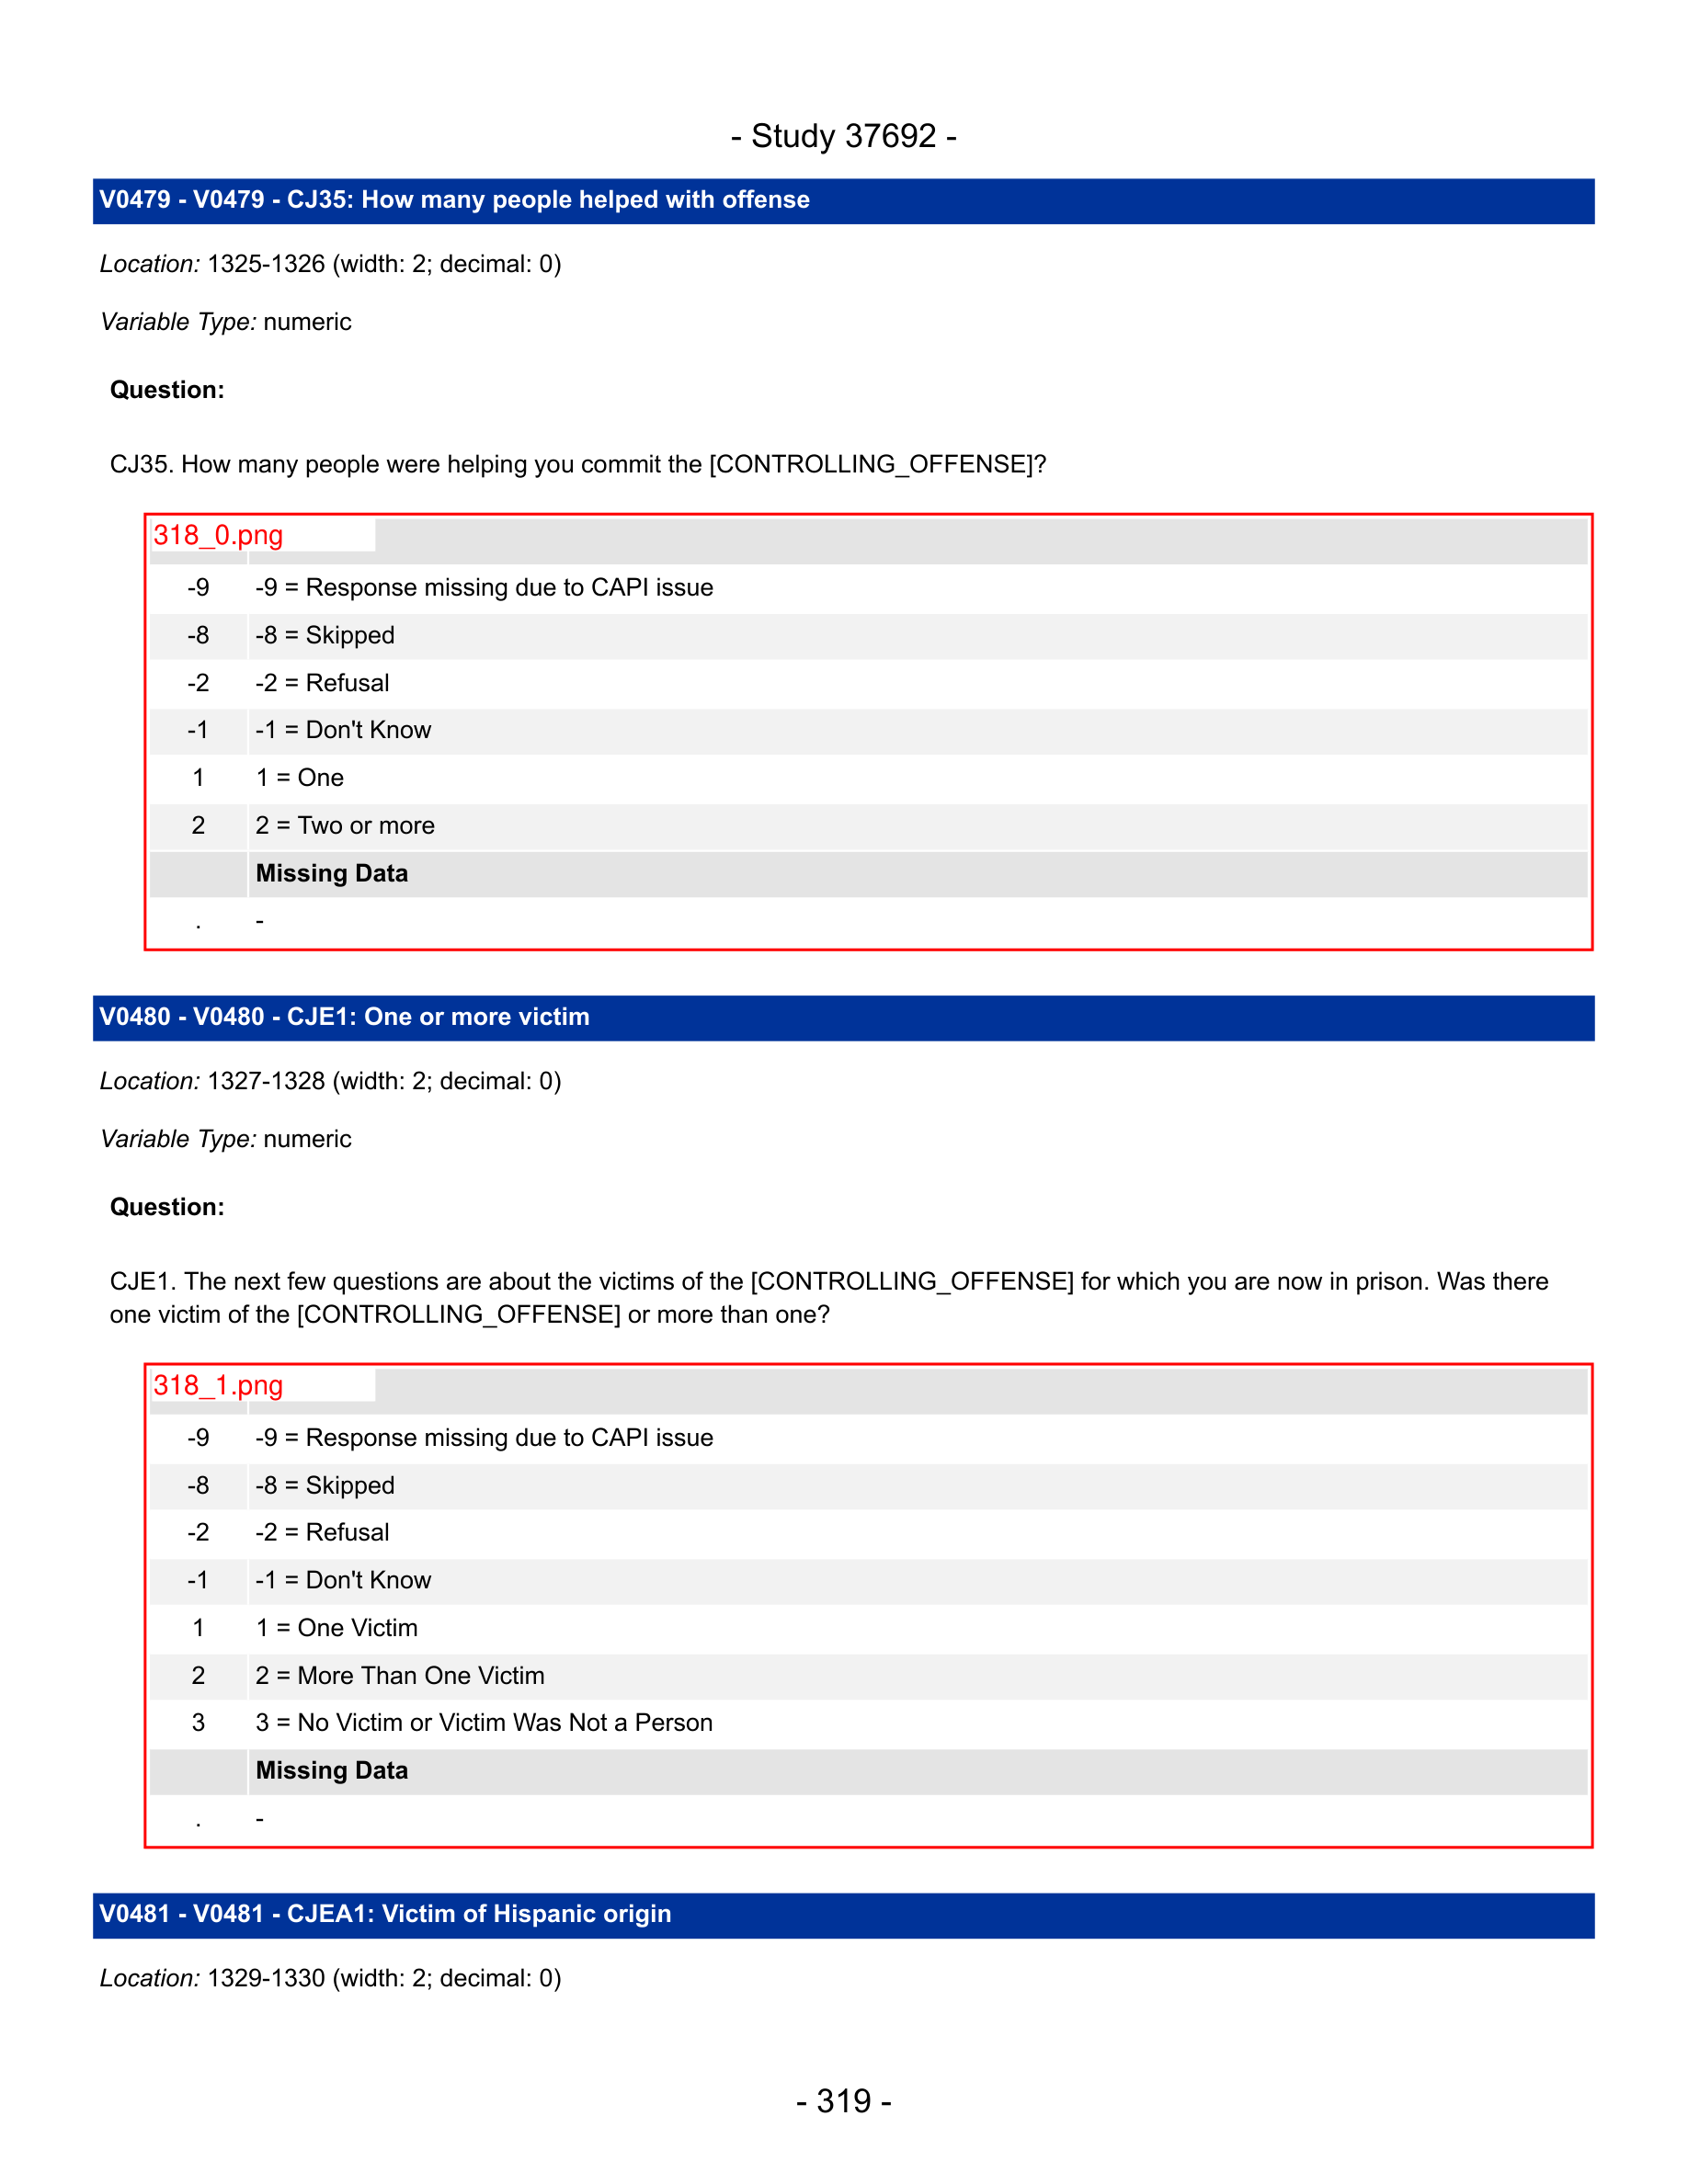 - Study 37692 -
V0479 - V0479 - CJ35: How many people helped with offense
Location: 1325-1326 (width: 2; decimal: 0)
Variable Type: numeric
Question:
CJ35. How many people were helping you commit the [CONTROLLING_OFFENSE]?
318_0.png
-9 -9 = Response missing due to CAPI issue
-8 -8 = Skipped
-2 -2 = Refusal
-1 -1 = Don't Know
1 1 = One
2 2 = Two or more
Missing Data
. -
V0480 - V0480 - CJE1: One or more victim
Location: 1327-1328 (width: 2; decimal: 0)
Variable Type: numeric
Question:
CJE1. The next few questions are about the victims of the [CONTROLLING_OFFENSE] for which you are now in prison. Was there
one victim of the [CONTROLLING_OFFENSE] or more than one?
318_1.png
-9 -9 = Response missing due to CAPI issue
-8 -8 = Skipped
-2 -2 = Refusal
-1 -1 = Don't Know
1 1 = One Victim
2 2 = More Than One Victim
3 3 = No Victim or Victim Was Not a Person
Missing Data
. -
V0481 - V0481 - CJEA1: Victim of Hispanic origin
Location: 1329-1330 (width: 2; decimal: 0)
- 319 -